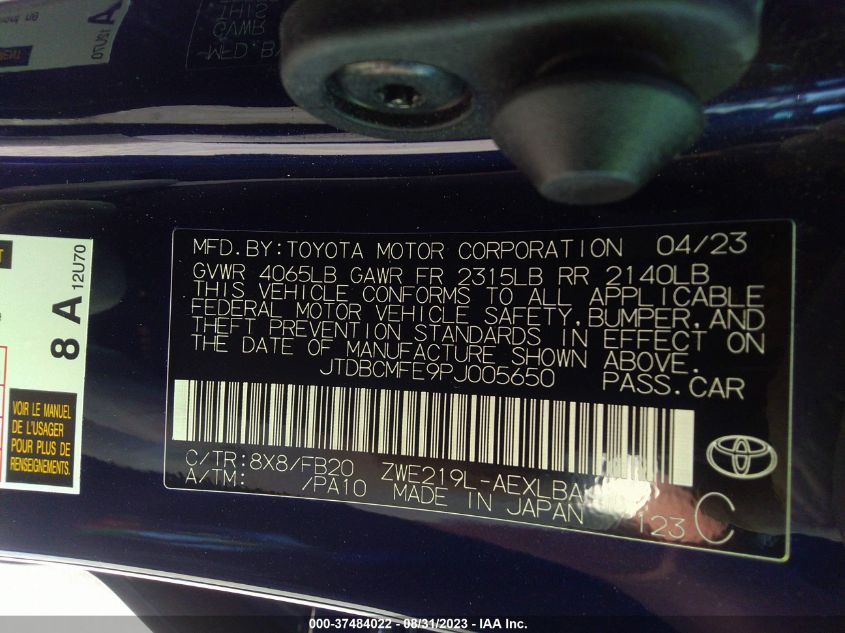 8 A
12U70
VOIR LE MANUEL
DE L'USAGER
POUR PLUS DE
RENSEIGNEMENTS.
MFD.BY:TOYOTA MOTOR CORPORATION 04/23
GVWR 4065LB GAWR FR 2315LB RR 2140LB
THIS VEHICLE CONFORMS TO ALL APPLICABLE
FEDERAL MOTOR VEHICLE SAFETY,BUMPER,AND
THEFT PREVENTION STANDARDS IN EFFECT ON
THE DATE OF MANUFACTURE SHOWN ABOVE.
JTDBCMFE9PJ005650 PASS.CAR
C/TR:8X8/FB20 ZWE219L-AEXLBA
A/TM: /PA10 MADE IN JAPAN
123 C
000-37484022 - 08/31/2023 - IAA Inc.